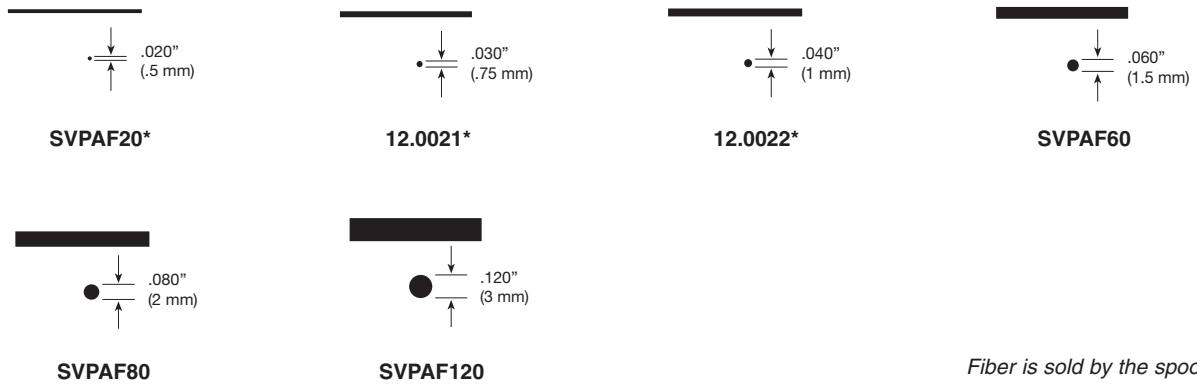 .020”
(.5 mm)
SVPAF20*
.030”
(.75 mm)
12.0021*
.040”
(1 mm)
12.0022*
.060”
(1.5 mm)
SVPAF60
.080”
(2 mm)
SVPAF80
.120”
(3 mm)
SVPAF120
Fiber is sold by the